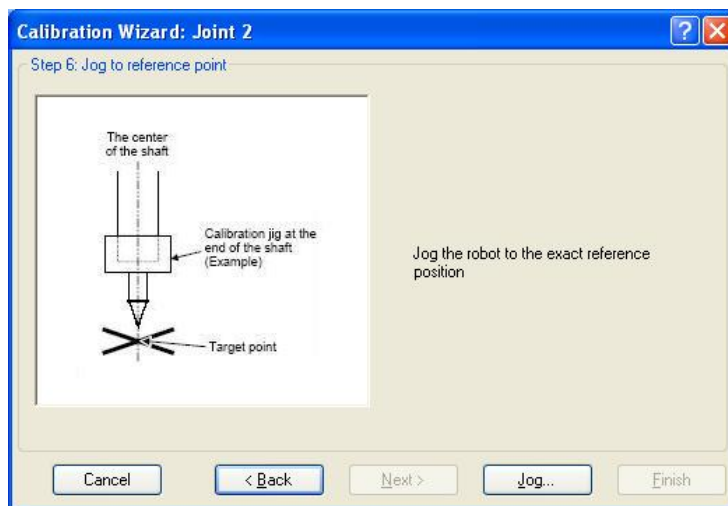 Calibration Wizard: Joint 2
?
X
Step 6: Jog to reference point
The center
of the shaft
Calibration jig at the
end of the shaft
(Example)
Target point
Jog the robot to the exact reference
position
Cancel
< Back
Next >
Jog...
Finish